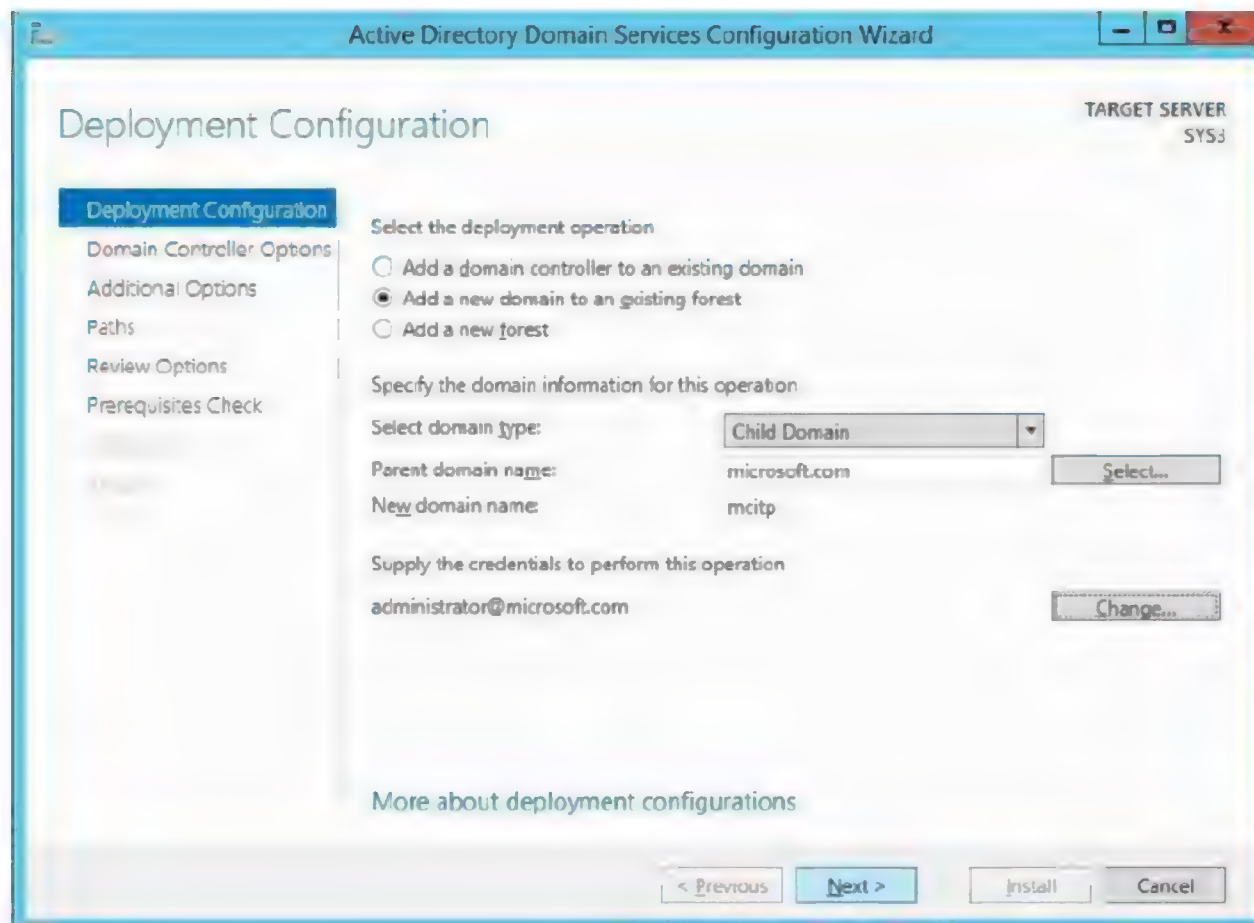 Active Directory Domain Services Configuration Wizard
Deployment Configuration
TARGET SERVER
SYS3
Deployment Configuration
Domain Controller Options
Additional Options
Paths
Review Options
Prerequisites Check
Select the deployment operation
Add a domain controller to an existing domain
Add a new domain to an existing forest
Add a new forest
Specify the domain information for this operation
Select domain type: Child Domain
Parent domain name: microsoft.com Select...
New domain name: mcitp
Supply the credentials to perform this operation
administrator@microsoft.com Change...
More about deployment configurations
< Previous Next > Install Cancel